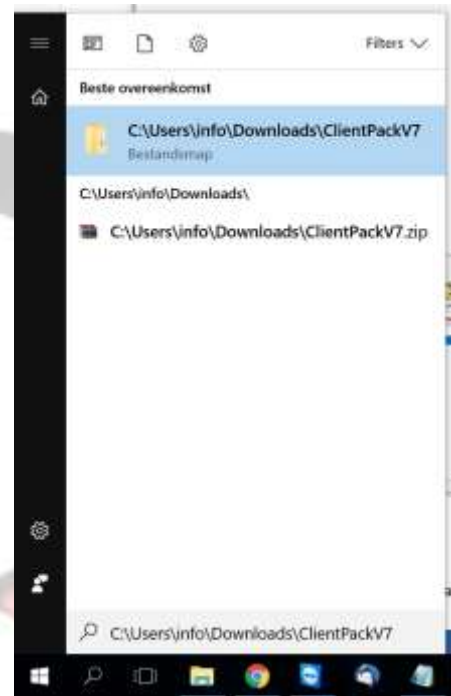 Filters
Beste overeenkomst
C:\Users\info\Downloads\ClientPackV7
Bestandsmap
C:\Users\info\Downloads\
C:\Users\info\Downloads\ClientPackV7.zip
C:\Users\info\Downloads\ClientPackV7